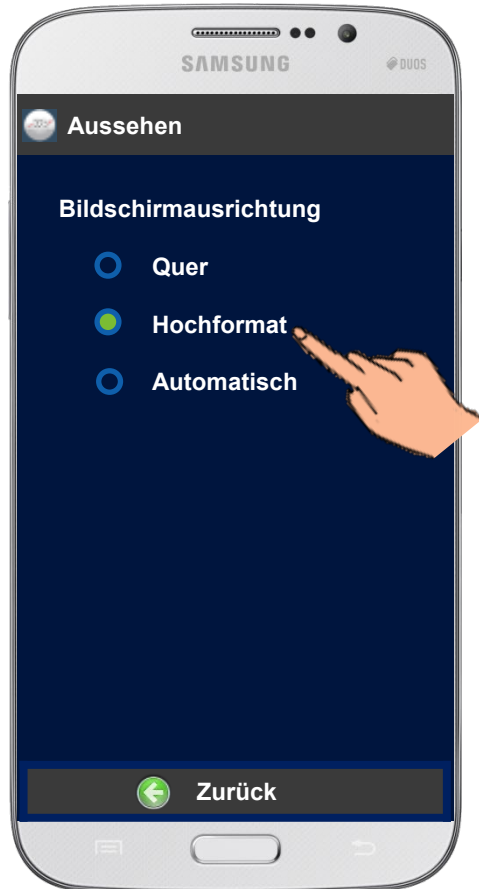 SAMSUNG
DUOS
Aussehen
Bildschirmausrichtung
Quer
Hochformat
Automatisch
Zurück